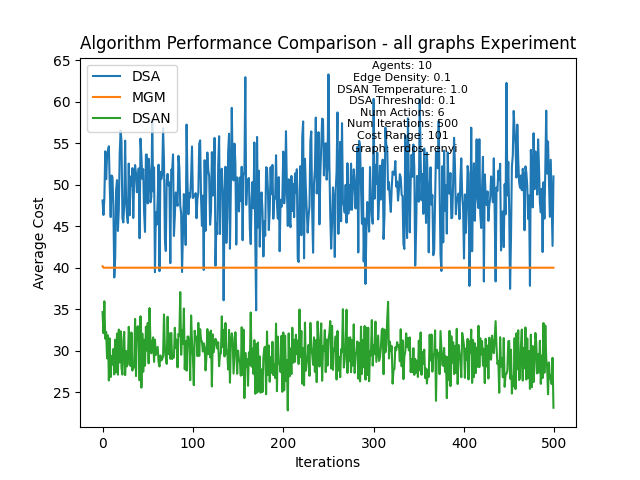 Algorithm Performance Comparison - all graphs Experiment
65
60
55
50
45
40
35
30
25
Average Cost
DSA
MGM
DSAN
Agents: 10
Edge Density: 0.1
DSAN Temperature: 1.0
DSA Threshold: 0.1
Num Actions: 6
Num Iterations: 500
Cost Range: 101
Graph: erdos_renyi
0
100
200
300
400
500
Iterations